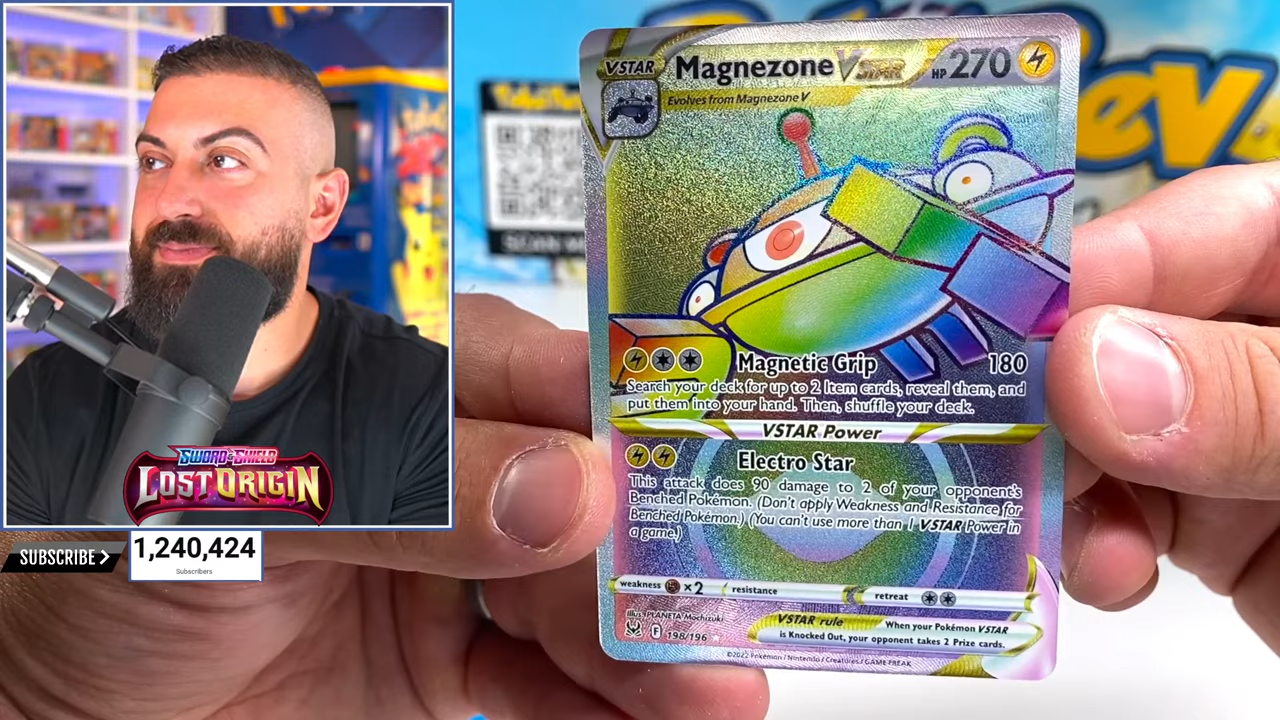 VSTAR Magnezone VSTAR HP 270
Evolves from Magnezone V
Magnetic Grip 180
Search your deck for up to 2 Item cards, reveal them, and
put them into your hand. Then, shuffle your deck.
VSTAR Power
Electro Star
This attack does 90 damage to 2 of your opponent's
Benched Pokémon. (Don't apply Weakness and Resistance for
Benched Pokémon.) (You can't use more than 1 VSTAR Power in
a game.)
weakness ×2 resistance retreat
Illus. PLANETA Mochizuki
F 198/196
VSTAR rule When your Pokémon VSTAR
is Knocked Out, your opponent takes 2 Prize cards.
©2022 Pokémon / Nintendo / Creatures / GAME FREAK
SWORD & SHIELD
LOST ORIGIN
SUBSCRIBE
1,240,424
Subscribers
SCAN